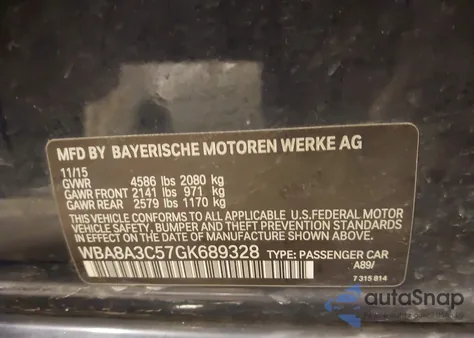 MFD BY BAYERISCHE MOTOREN WERKE AG
11/15
GVWR 4586 lbs 2080 kg
GAWR FRONT 2141 lbs 971 kg
GAWR REAR 2579 lbs 1170 kg
THIS VEHICLE CONFORMS TO ALL APPLICABLE U.S.FEDERAL MOTOR
VEHICLE SAFETY, BUMPER AND THEFT PREVENTION STANDARDS
IN EFFECT ON THE DATE OF MANUFACTURE SHOWN ABOVE.
WBA8A3C57GK689328 TYPE: PASSENGER CAR
A89/
7 315 814
autoSnap